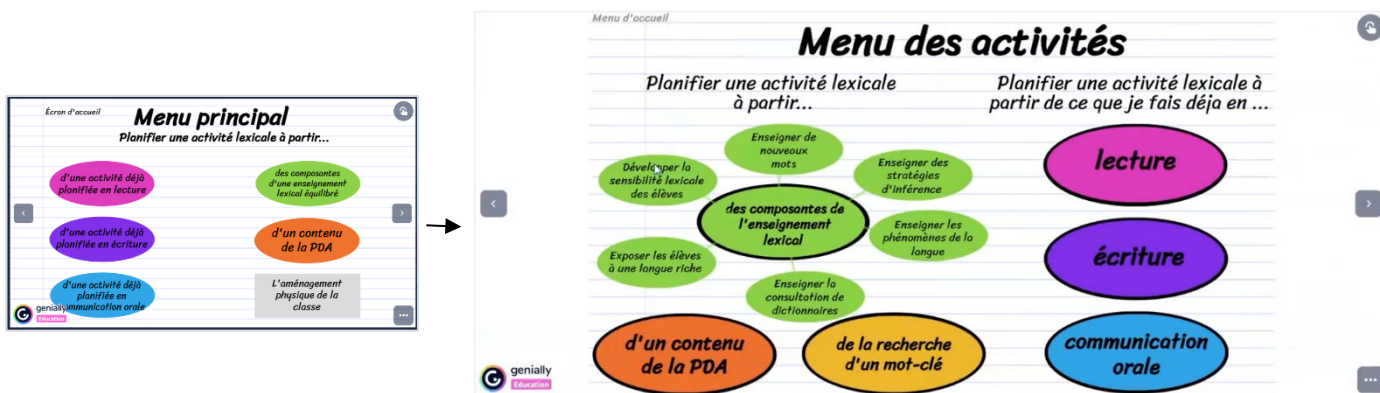 Écron d'accueil
Menu principal
Planifier une activité lexicale à partir...
d'une activité déjà
planifiée en lecture
des composantes
d'une enseignement
lexical équilibré
d'une activité déjà
planifiée en écriture
d'un contenu
de la PDA
d'une activité déjà
planifiée en
communication orale
L'aménagement
physique de la
classe
genially
Education
Menu d'accueil
Menu des activités
Planifier une activité lexicale
à partir...
Enseigner de
nouveaux
mots
Développer la
sensibilité lexicale
des élèves
Enseigner des
stratégies
d'inférence
des composantes de
l'enseignement
lexical
Enseigner les
phénomènes de la
langue
Exposer les élèves
à une langue riche
Enseigner la
consultation de
dictionnaires
d'un contenu
de la PDA
de la recherche
d'un mot-clé
Planifier une activité lexicale à
partir de ce que je fais déja en ...
lecture
écriture
communication
orale
genially
Education